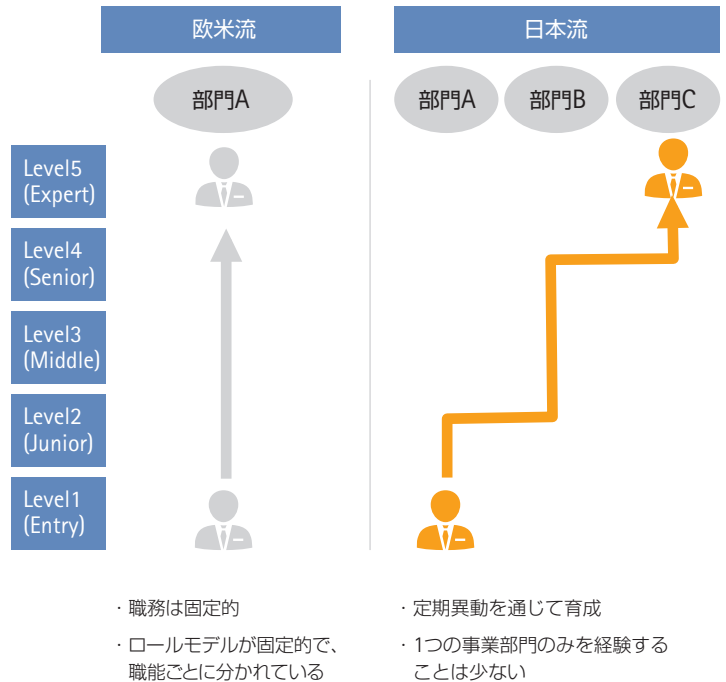 欧米流
日本流
部門A
部門A
部門B
部門C
Level5
(Expert)
Level4
(Senior)
Level3
(Middle)
Level2
(Junior)
Level1
(Entry)
・職務は固定的
・ロールモデルが固定的で、
職能ごとに分かれている
・定期異動を通じて育成
・1つの事業部門のみを経験する
ことは少ない